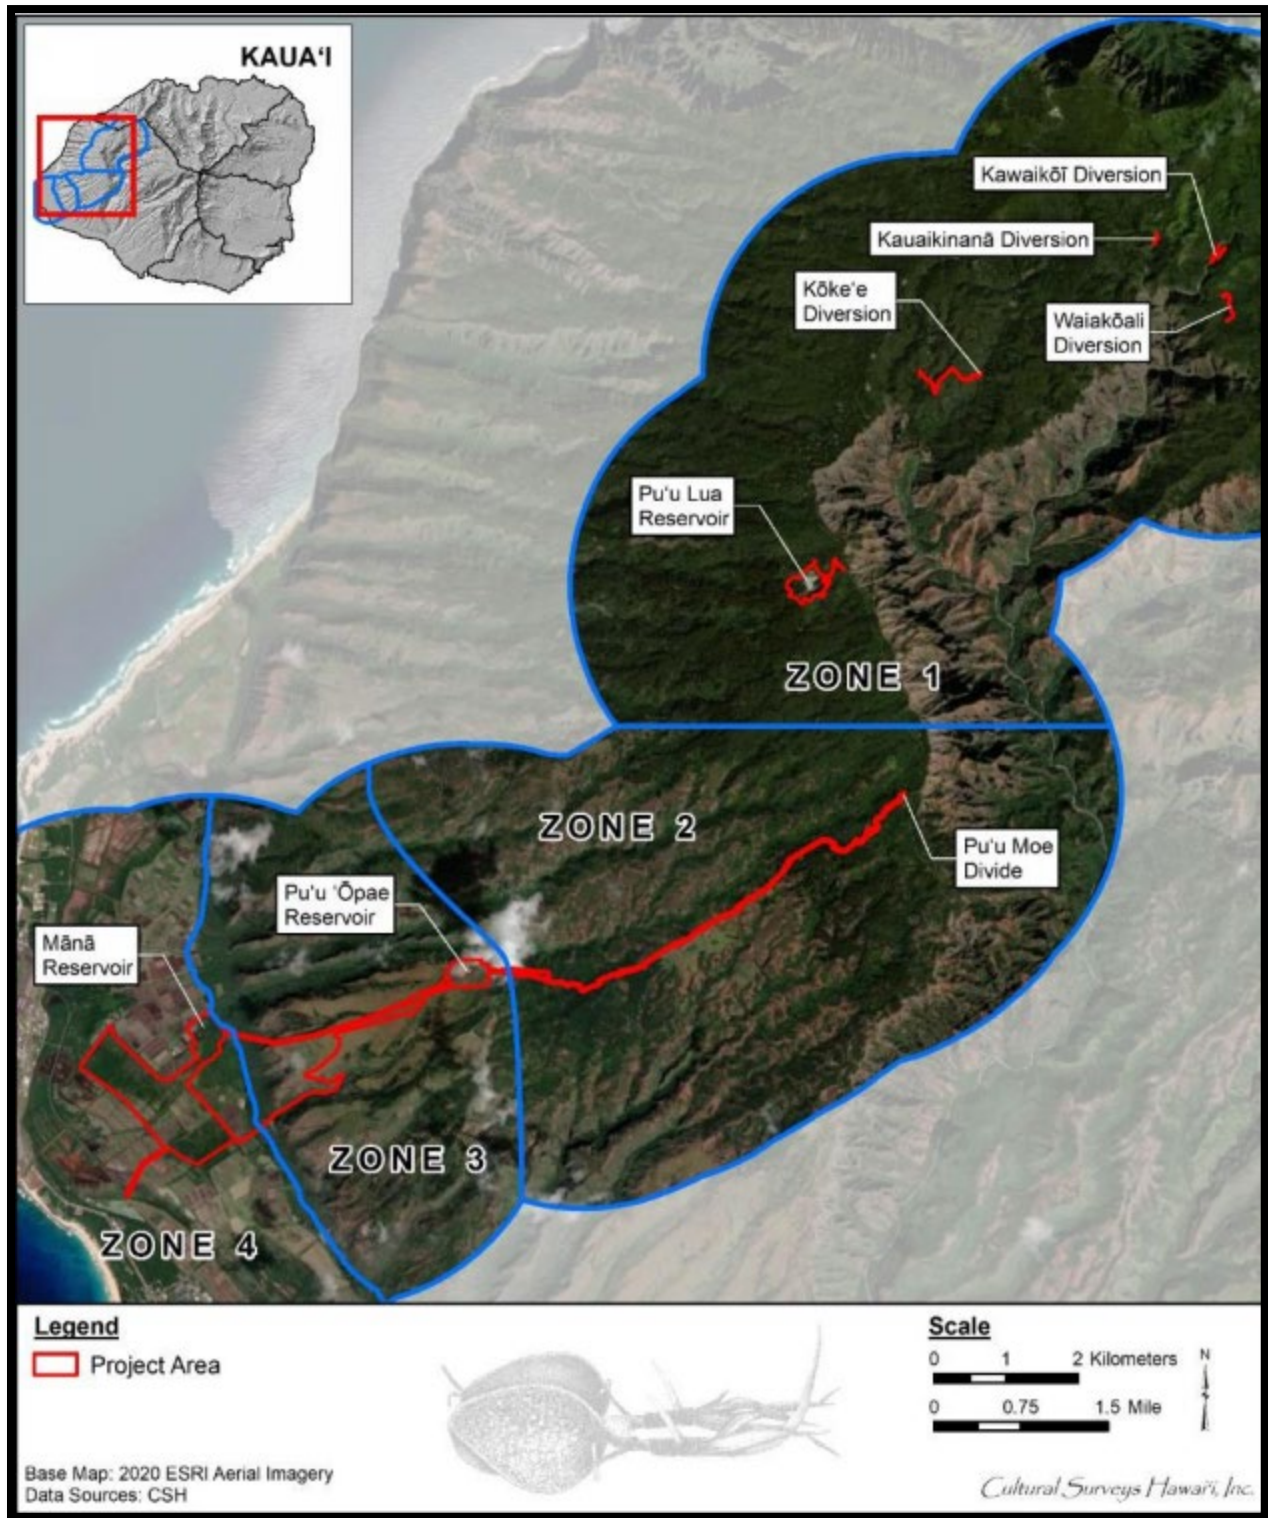 KAUAʻI
Kawaikōī Diversion
Kauaikinanā Diversion
Kōkeʻe
Diversion
Waiakōali
Diversion
Puʻu Lua
Reservoir
ZONE 1
ZONE 2
Puʻu Moe
Divide
Puʻu ʻŌpae
Reservoir
Mānā
Reservoir
ZONE 3
ZONE 4
Legend
Project Area
Scale
0 1 2 Kilometers
N
0 0.75 1.5 Mile
Base Map: 2020 ESRI Aerial Imagery
Data Sources: CSH
Cultural Surveys Hawaiʻi, Inc.